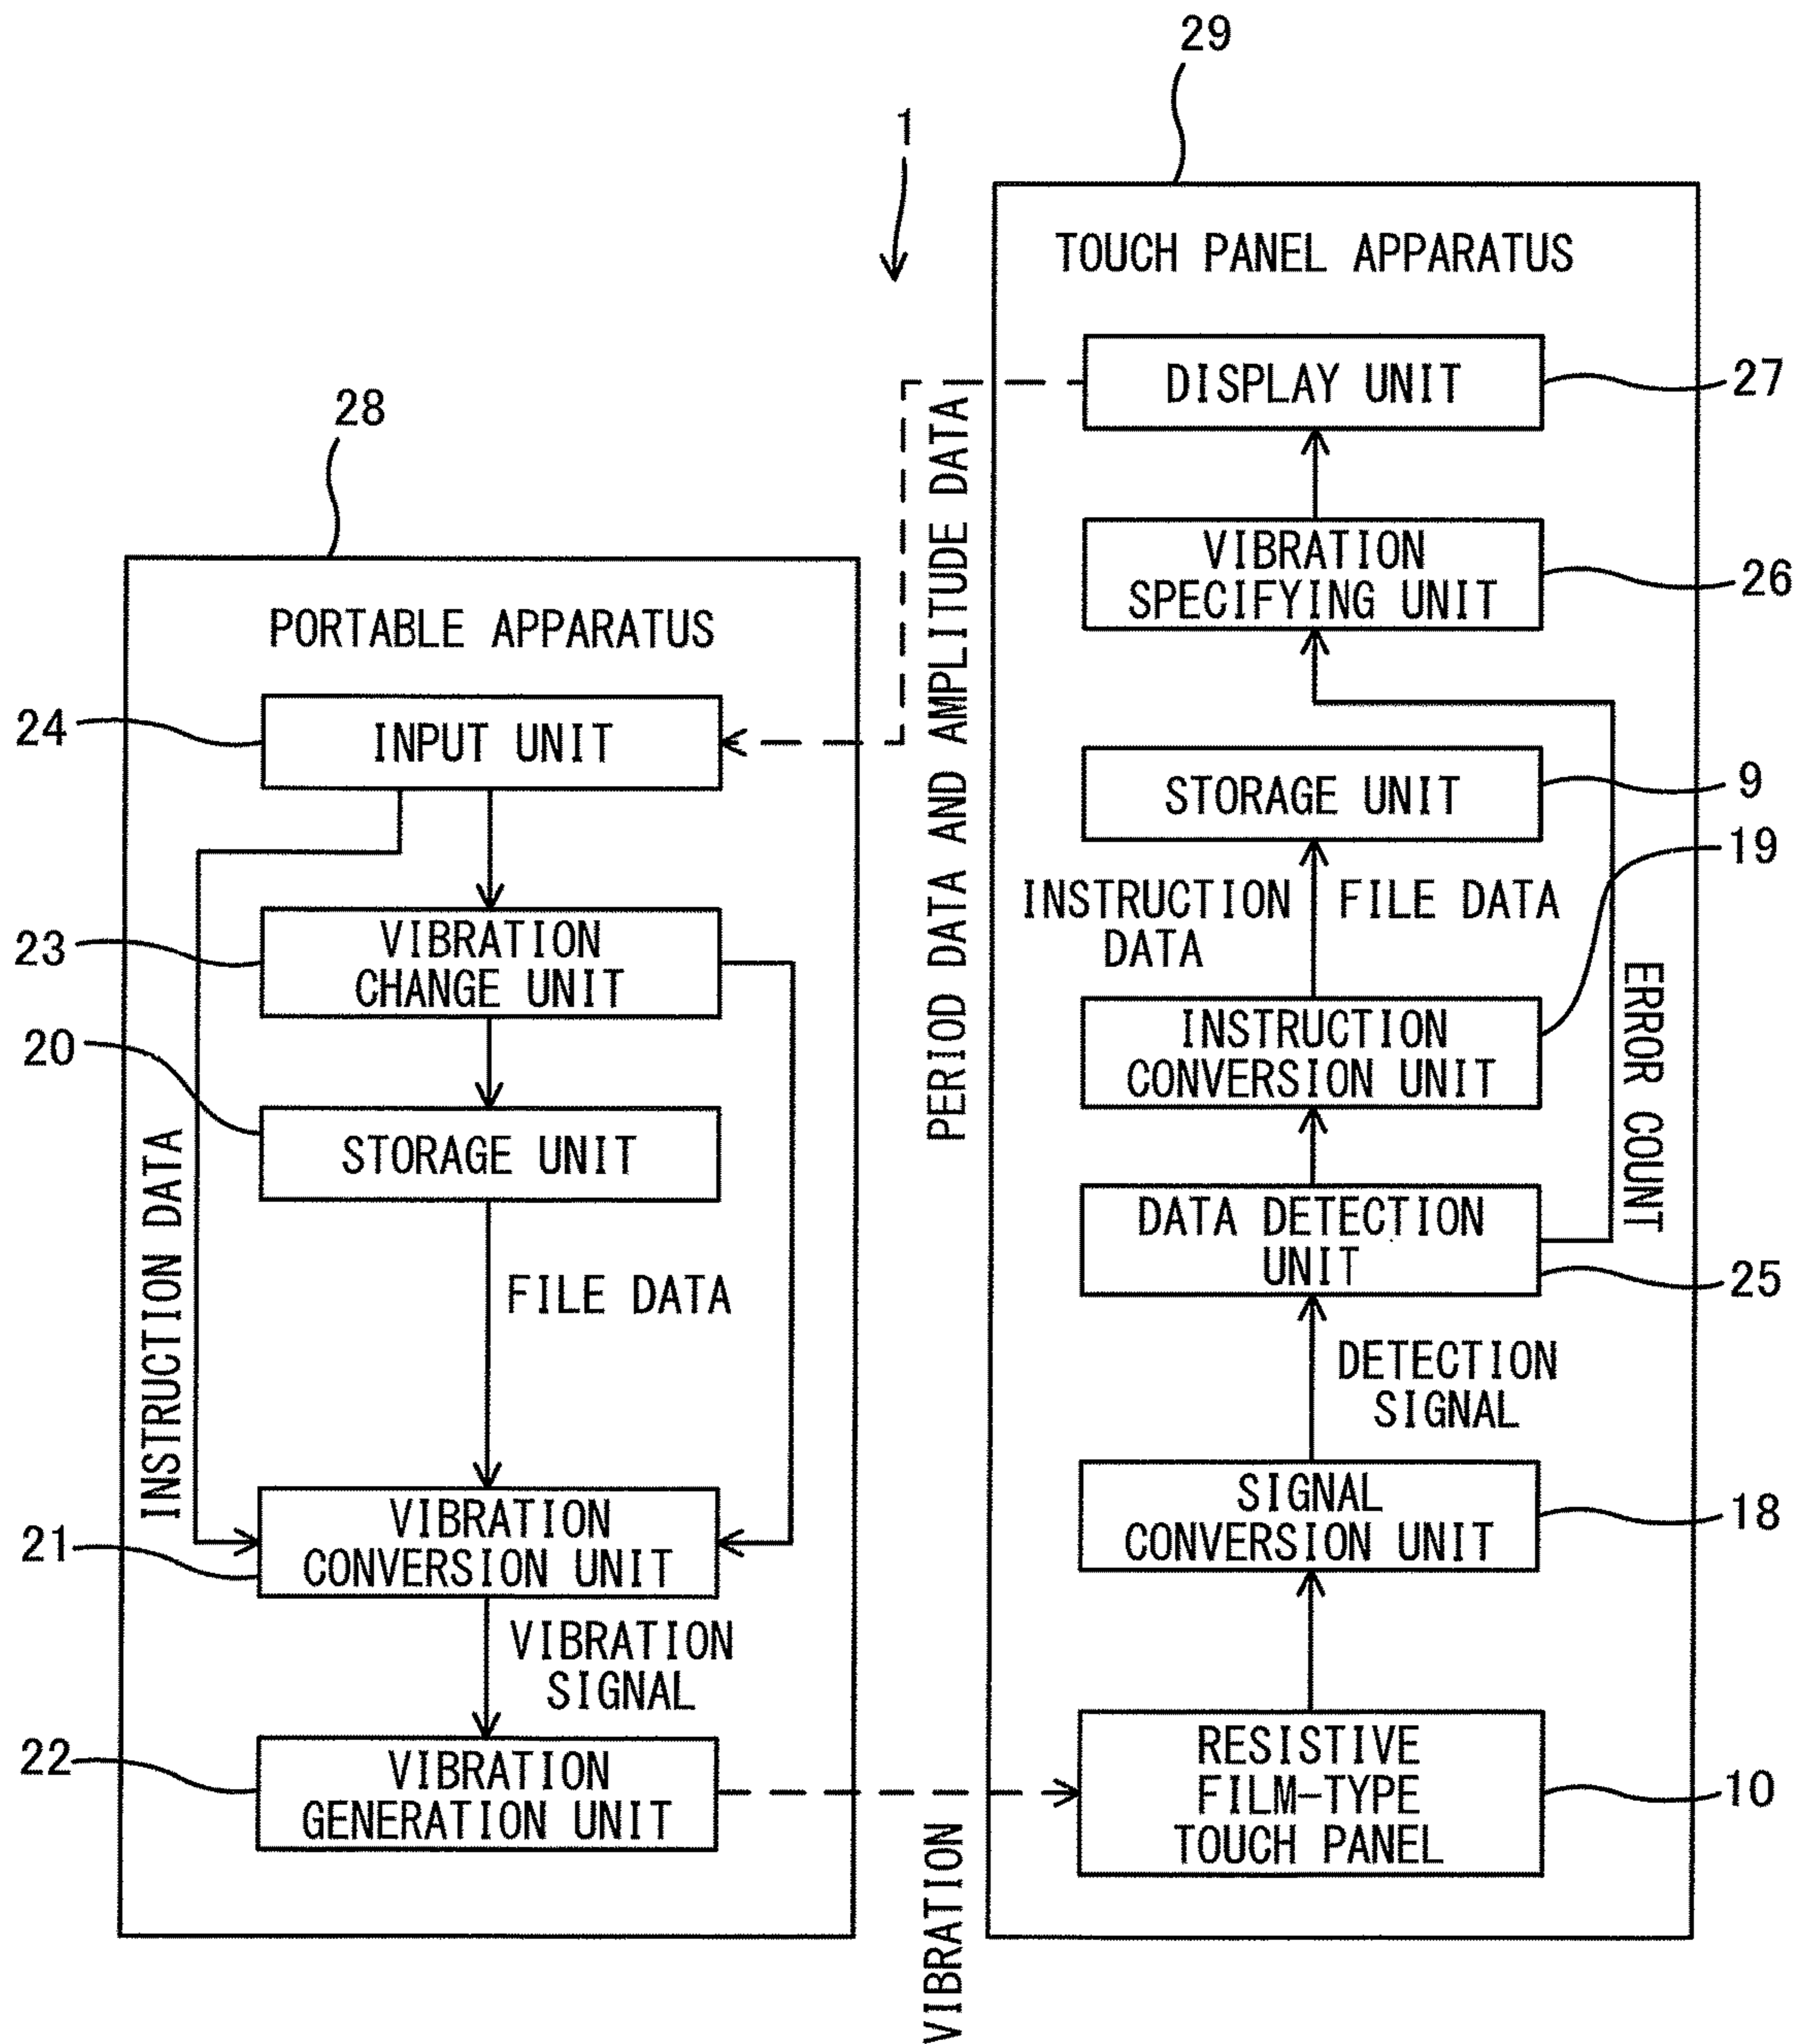 29
1
TOUCH PANEL APPARATUS
DISPLAY UNIT
27
28
VIBRATION
SPECIFYING UNIT
26
PERIOD DATA AND AMPLITUDE DATA
PORTABLE APPARATUS
24
INPUT UNIT
STORAGE UNIT
9
19
INSTRUCTION
DATA
FILE DATA
23
VIBRATION
CHANGE UNIT
ERROR COUNT
INSTRUCTION
CONVERSION UNIT
20
STORAGE UNIT
INSTRUCTION DATA
DATA DETECTION
UNIT
25
FILE DATA
DETECTION
SIGNAL
21
VIBRATION
CONVERSION UNIT
SIGNAL
CONVERSION UNIT
18
VIBRATION
SIGNAL
22
VIBRATION
GENERATION UNIT
RESISTIVE
FILM-TYPE
TOUCH PANEL
10
VIBRATION